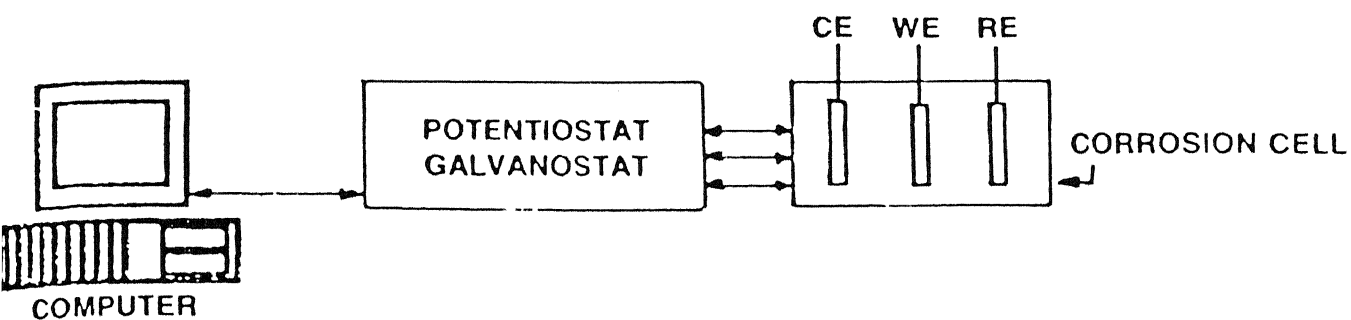 CE WE RE
POTENTIOSTAT
GALVANOSTAT
CORROSION CELL
COMPUTER